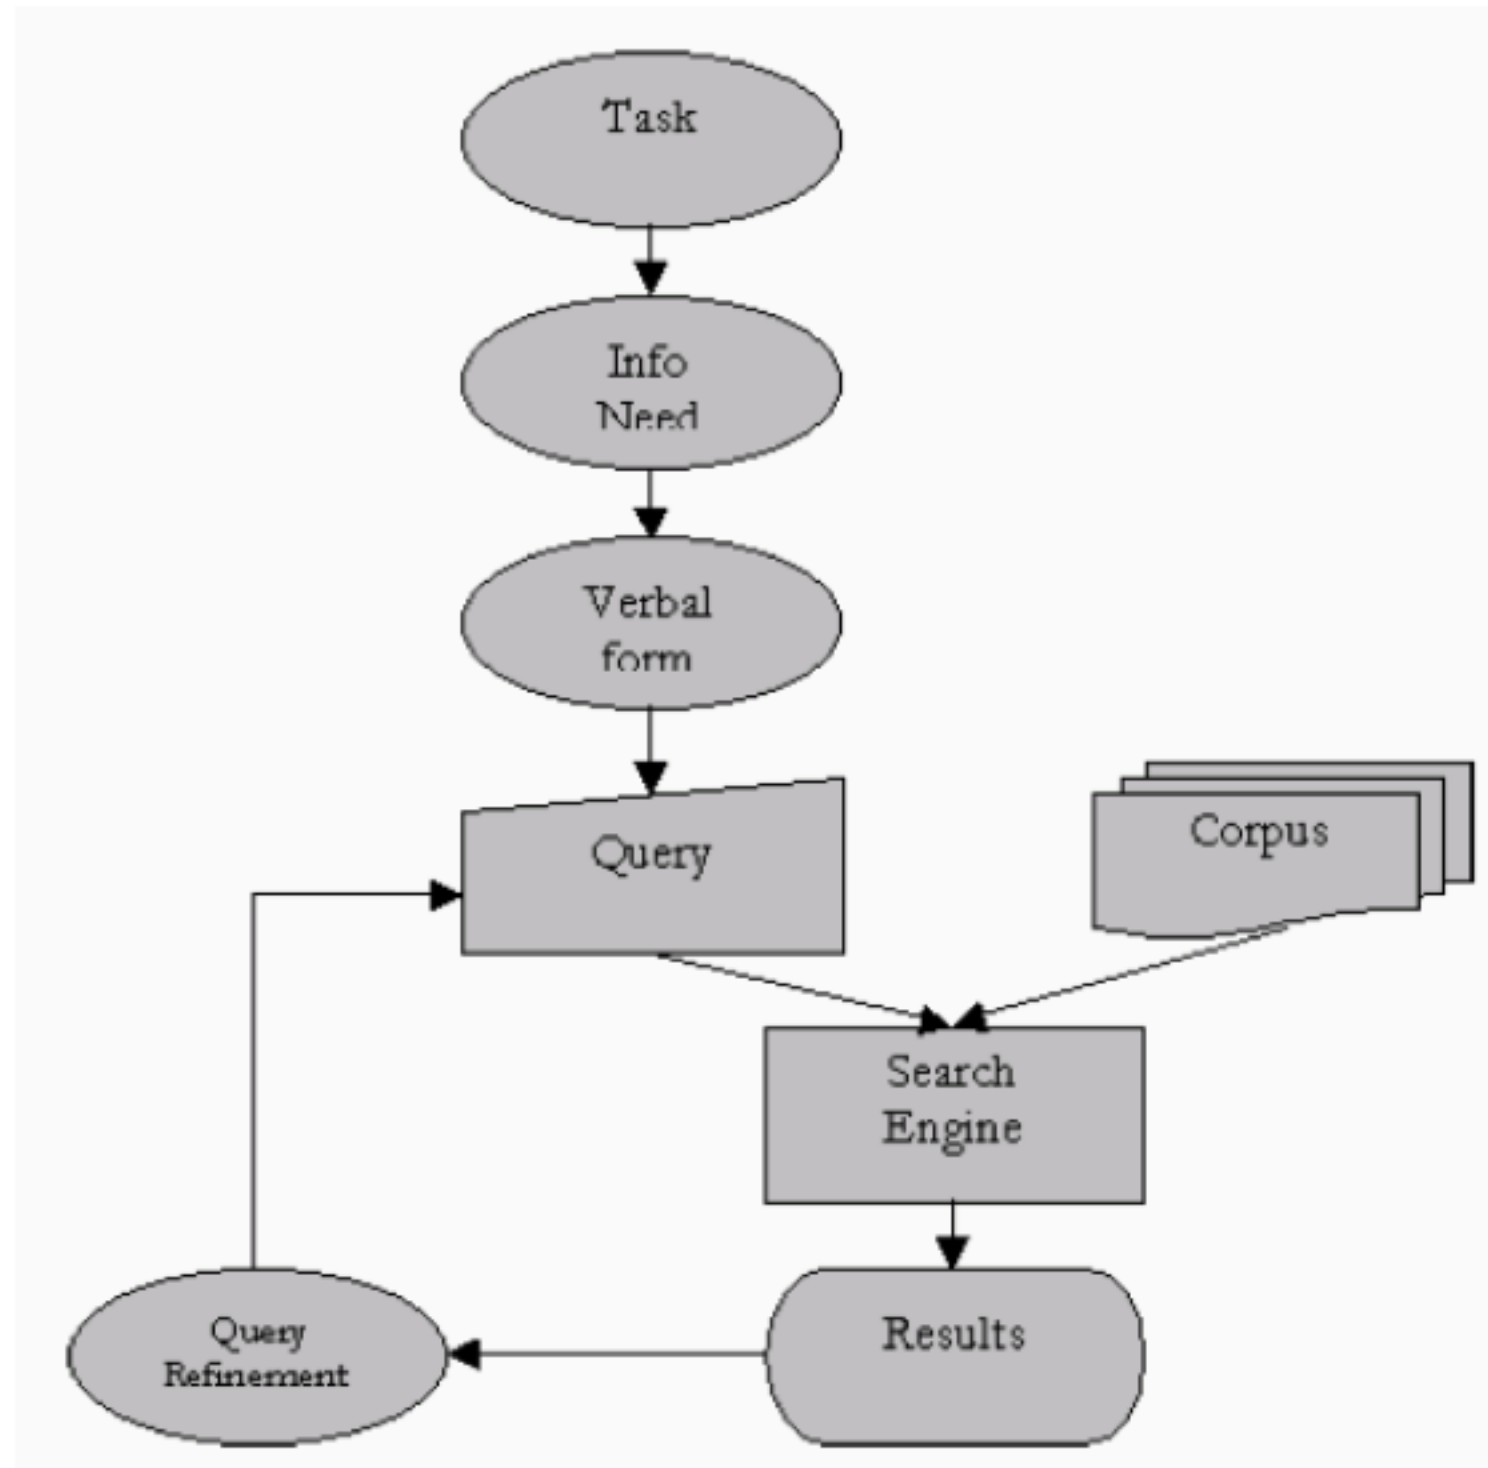 Task
Info
Need
Verbal
form
Query
Corpus
Search
Engine
Results
Query
Refinement